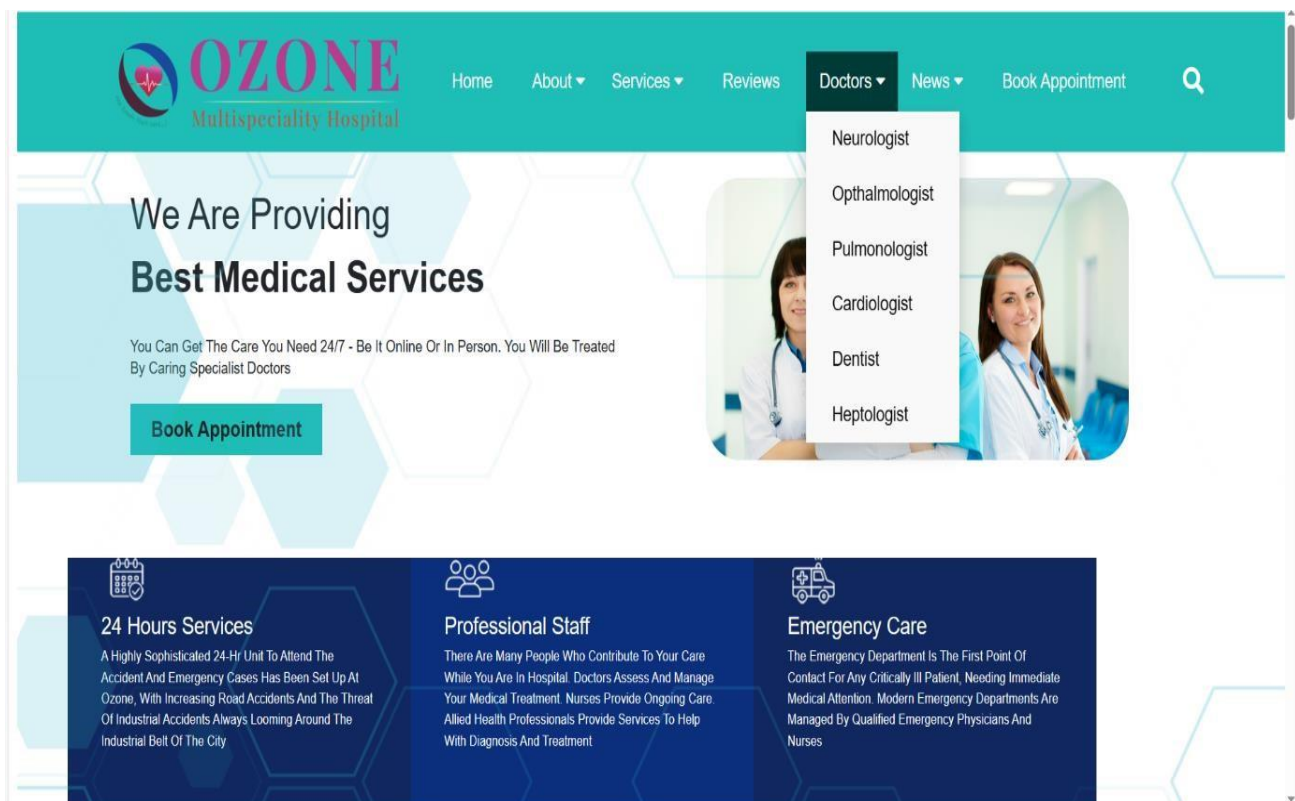 OZONE
Multispeciality Hospital
Home About Services Reviews Doctors News Book Appointment
Neurologist
Opthalmologist
Pulmonologist
Cardiologist
Dentist
Heptologist
We Are Providing
Best Medical Services
You Can Get The Care You Need 24/7 - Be It Online Or In Person. You Will Be Treated
By Caring Specialist Doctors
Book Appointment
24 Hours Services
A Highly Sophisticated 24-Hr Unit To Attend The
Accident And Emergency Cases Has Been Set Up At
Ozone, With Increasing Road Accidents And The Threat
Of Industrial Accidents Always Looming Around The
Industrial Belt Of The City
Professional Staff
There Are Many People Who Contribute To Your Care
While You Are In Hospital. Doctors Assess And Manage
Your Medical Treatment. Nurses Provide Ongoing Care.
Allied Health Professionals Provide Services To Help
With Diagnosis And Treatment
Emergency Care
The Emergency Department Is The First Point Of
Contact For Any Critically Ill Patient, Needing Immediate
Medical Attention. Modern Emergency Departments Are
Managed By Qualified Emergency Physicians And
Nurses